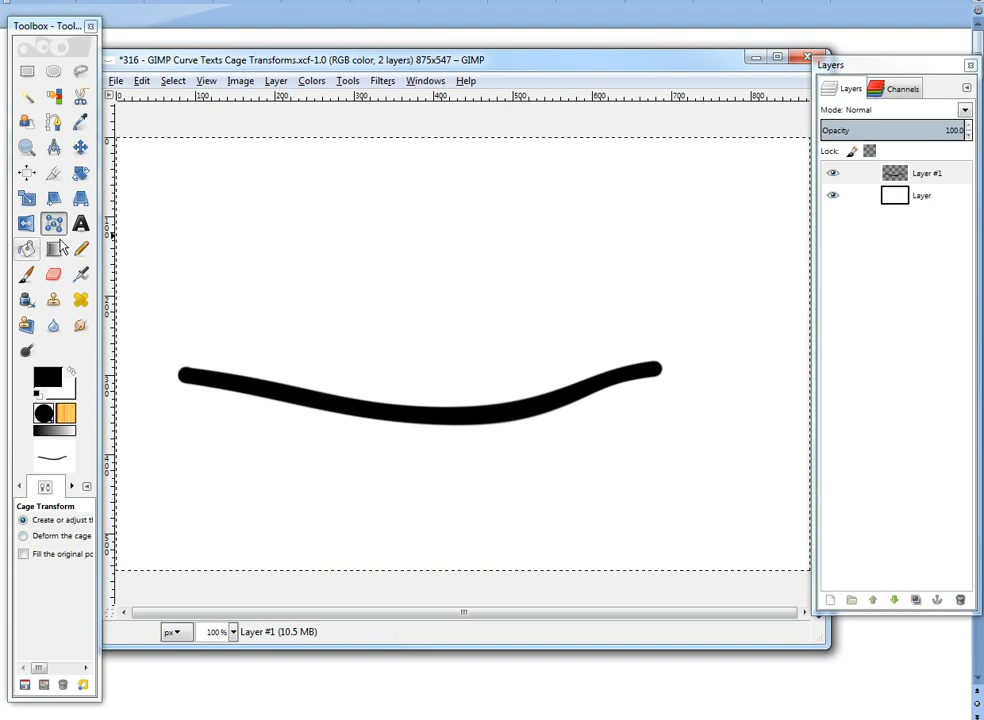 Toolbox - Tool...
*316 - GIMP Curve Texts Cage Transforms.xcf-1.0 (RGB color, 2 layers) 875x547 – GIMP
File Edit Select View Image Layer Colors Tools Filters Windows Help
Layers
Layers Channels
Mode: Normal
Opacity 100.0
Lock:
Layer #1
Layer
0 100 200 300 400 500 600 700 800
Cage Transform
Create or adjust t
Deform the cage
Fill the original po
px 100 % Layer #1 (10.5 MB)